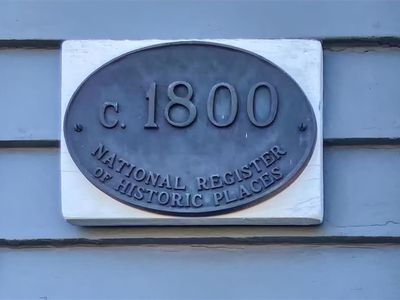 c. 1800
NATIONAL REGISTER
OF HISTORIC PLACES